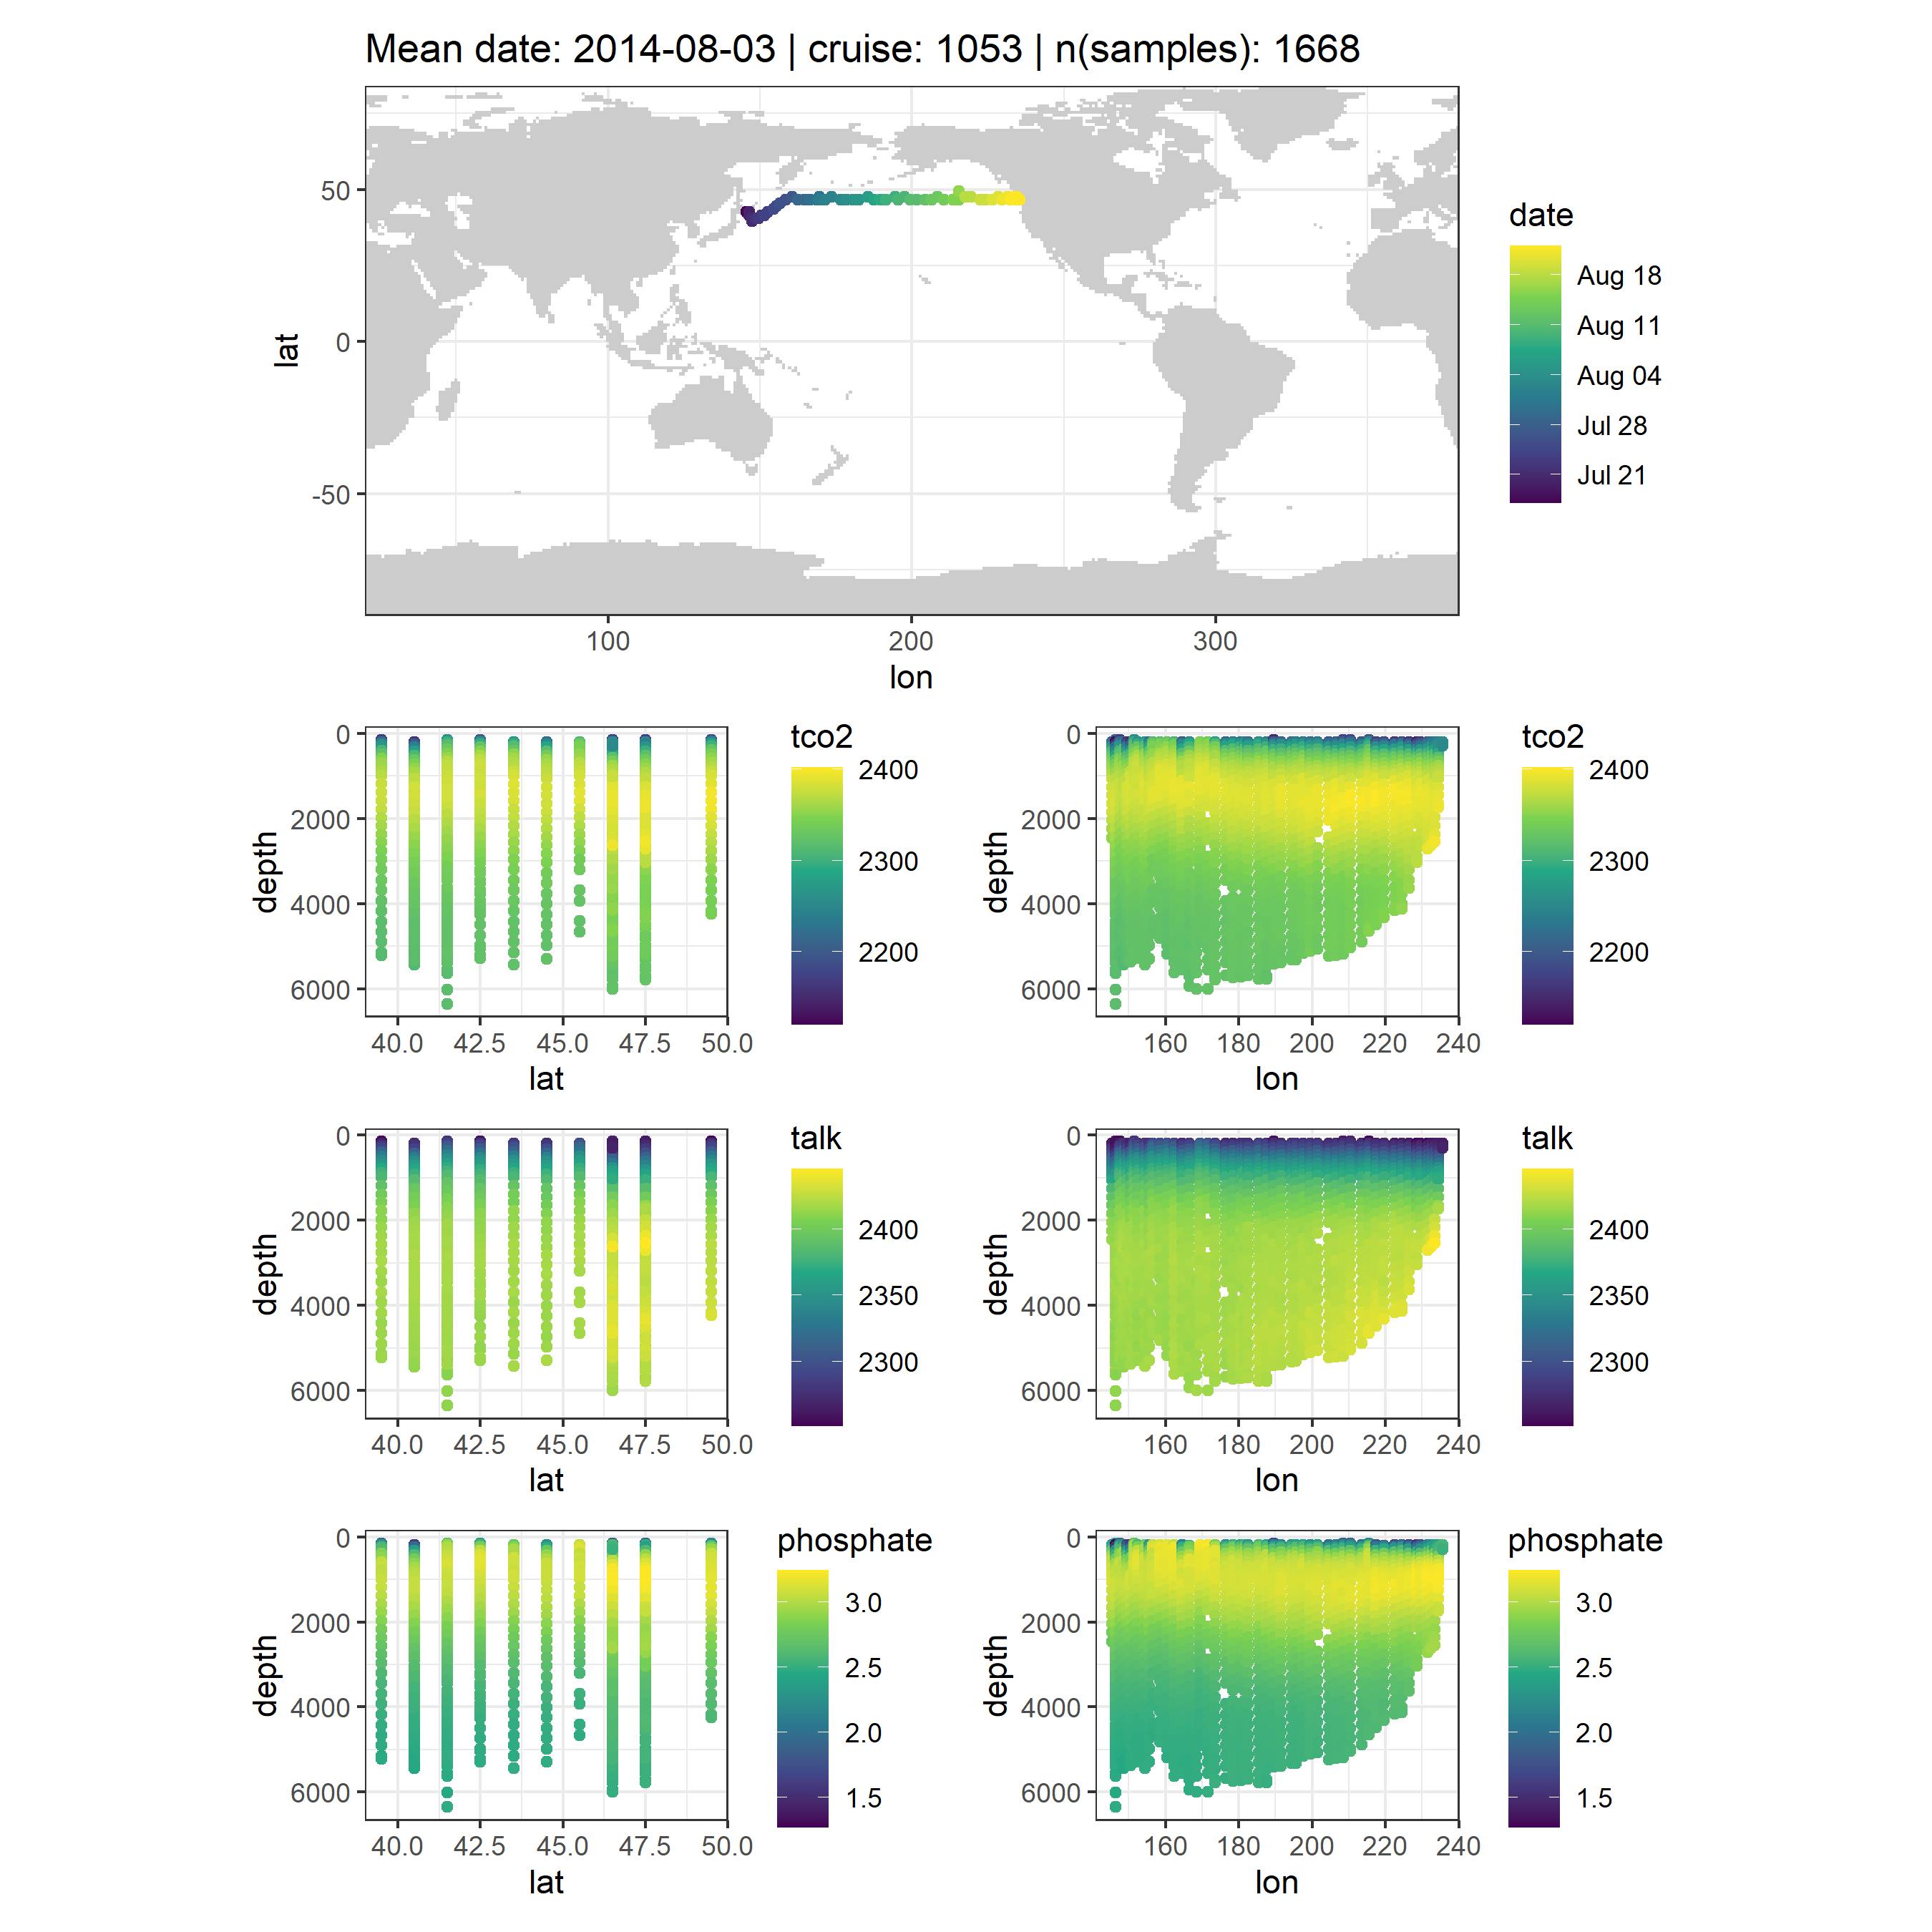 Mean date: 2014-08-03 | cruise: 1053 | n(samples): 1668
50
0
-50
lat
100
200
300
lon
date
Aug 18
Aug 11
Aug 04
Jul 28
Jul 21
0
2000
4000
6000
depth
40.0 42.5 45.0 47.5 50.0
lat
tco2
2400
2300
2200
0
2000
4000
6000
depth
160 180 200 220 240
lon
tco2
2400
2300
2200
0
2000
4000
6000
depth
40.0 42.5 45.0 47.5 50.0
lat
talk
2400
2350
2300
0
2000
4000
6000
depth
160 180 200 220 240
lon
talk
2400
2350
2300
0
2000
4000
6000
depth
40.0 42.5 45.0 47.5 50.0
lat
phosphate
3.0
2.5
2.0
1.5
0
2000
4000
6000
depth
160 180 200 220 240
lon
phosphate
3.0
2.5
2.0
1.5